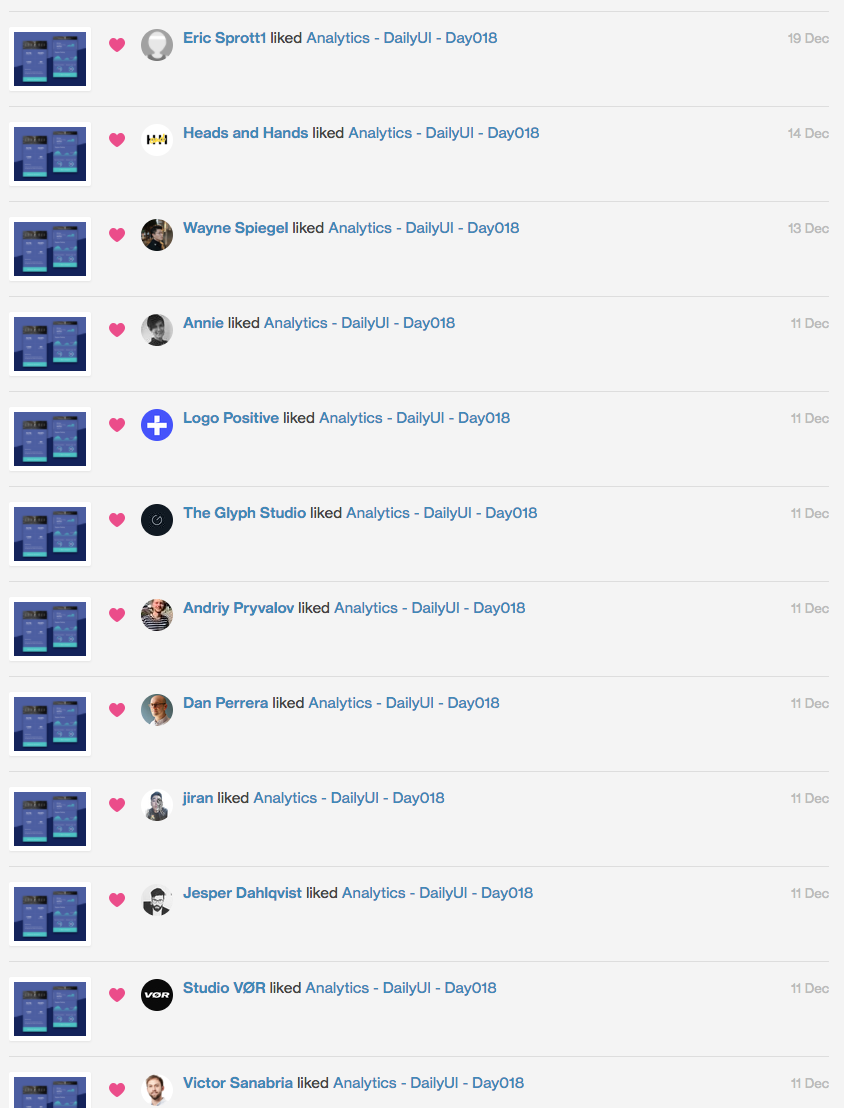 Eric Sprott1 liked Analytics - DailyUI - Day018 19 Dec
Heads and Hands liked Analytics - DailyUI - Day018 14 Dec
Wayne Spiegel liked Analytics - DailyUI - Day018 13 Dec
Annie liked Analytics - DailyUI - Day018 11 Dec
Logo Positive liked Analytics - DailyUI - Day018 11 Dec
The Glyph Studio liked Analytics - DailyUI - Day018 11 Dec
Andriy Pryvalov liked Analytics - DailyUI - Day018 11 Dec
Dan Perrera liked Analytics - DailyUI - Day018 11 Dec
jiran liked Analytics - DailyUI - Day018 11 Dec
Jesper Dahlqvist liked Analytics - DailyUI - Day018 11 Dec
VØR Studio VØR liked Analytics - DailyUI - Day018 11 Dec
Victor Sanabria liked Analytics - DailyUI - Day018 11 Dec